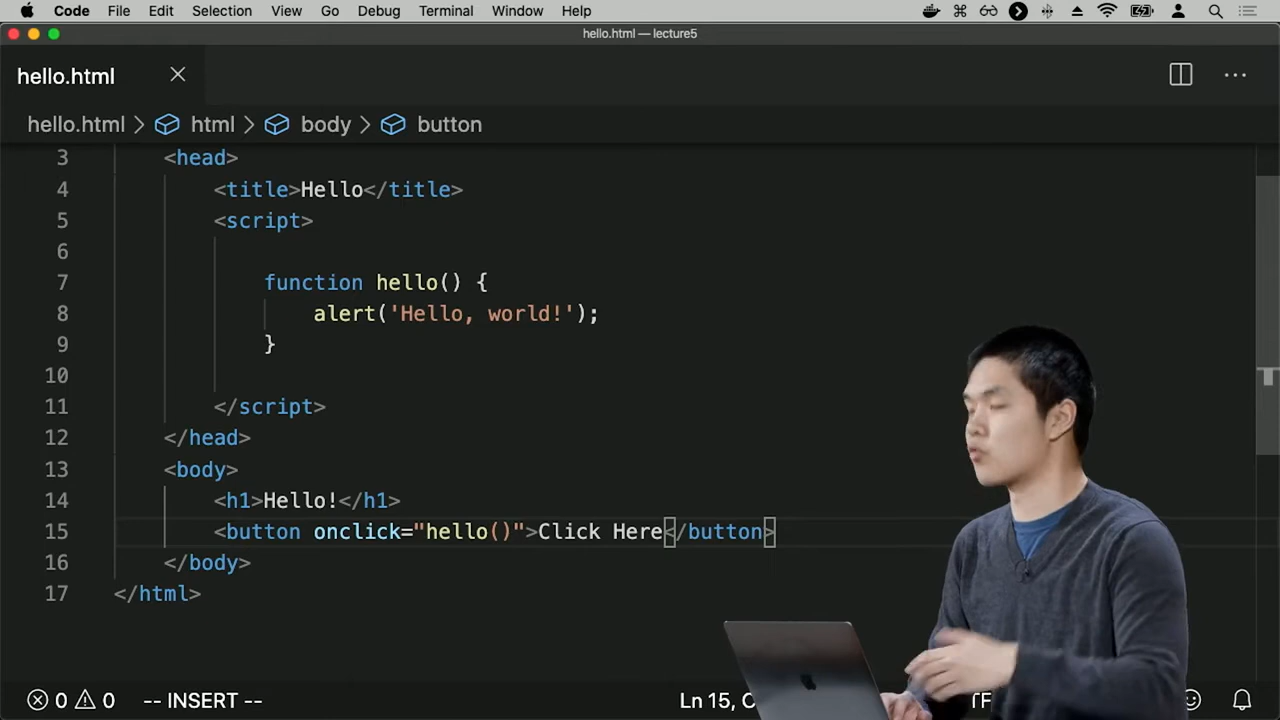 Code File Edit Selection View Go Debug Terminal Window Help
hello.html — lecture5
hello.html
hello.html html body button
3 <head>
4 <title>Hello</title>
5 <script>
6
7 function hello() {
8 alert('Hello, world!');
9 }
10
11 </script>
12 </head>
13 <body>
14 <h1>Hello!</h1>
15 <button onclick="hello()">Click Here</button>
16 </body>
17 </html>
0 0 -- INSERT -- Ln 15,